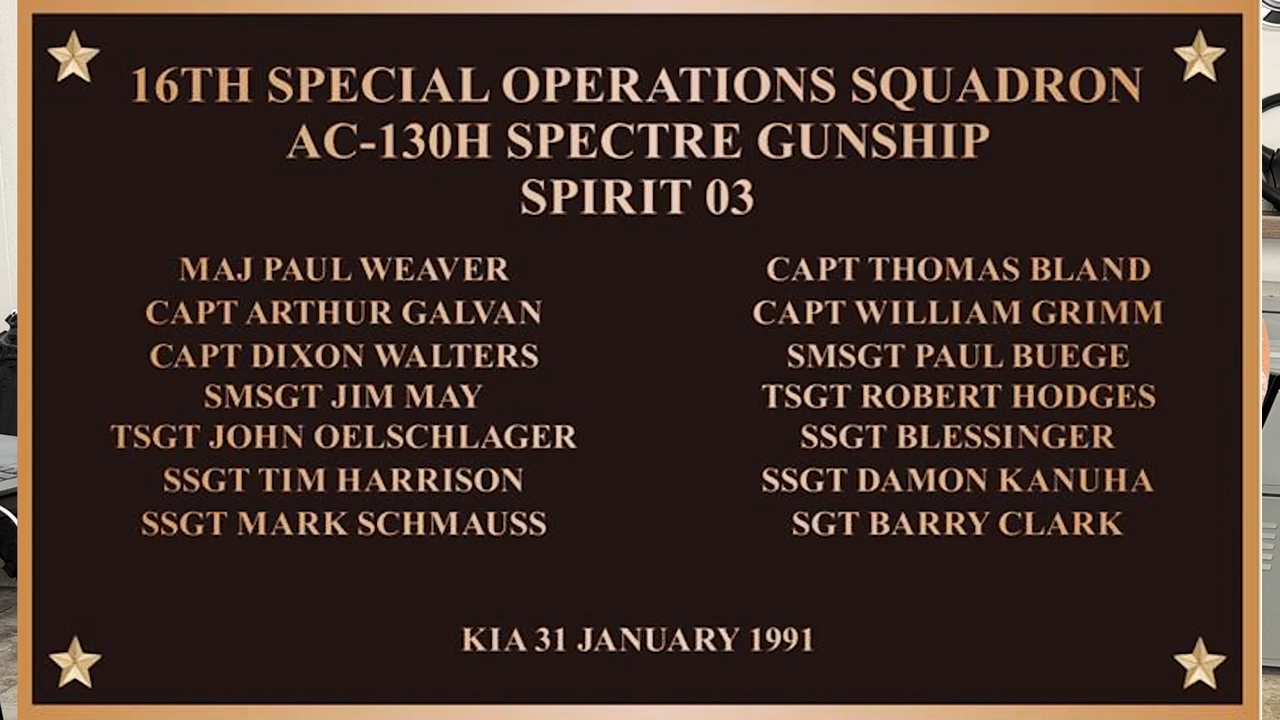 16TH SPECIAL OPERATIONS SQUADRON
AC-130H SPECTRE GUNSHIP
SPIRIT 03
MAJ PAUL WEAVER
CAPT ARTHUR GALVAN
CAPT DIXON WALTERS
SMSGT JIM MAY
TSGT JOHN OELSCHLAGER
SSGT TIM HARRISON
SSGT MARK SCHMAUSS
CAPT THOMAS BLAND
CAPT WILLIAM GRIMM
SMSGT PAUL BUEGE
TSGT ROBERT HODGES
SSGT BLESSINGER
SSGT DAMON KANUHA
SGT BARRY CLARK
KIA 31 JANUARY 1991